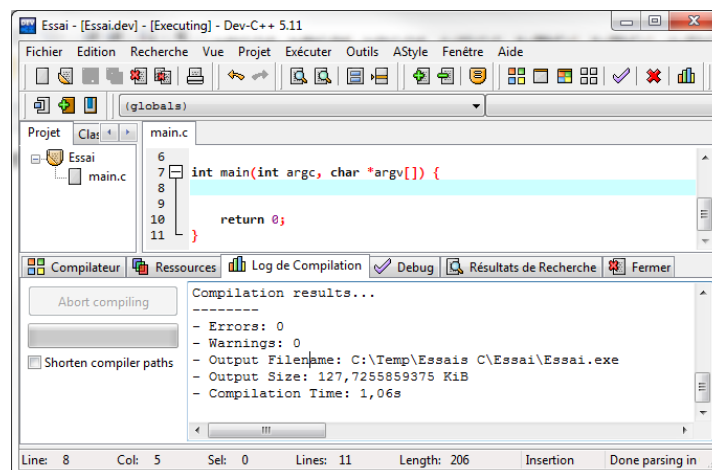 Essai - [Essai.dev] - [Executing] - Dev-C++ 5.11
Fichier Edition Recherche Vue Projet Exécuter Outils AStyle Fenêtre Aide
(globals)
Projet Clas main.c
Essai
main.c
6
7 int main(int argc, char *argv[]) {
8
9
10 return 0;
11 }
Compilateur Ressources Log de Compilation Debug Résultats de Recherche Fermer
Abort compiling
Shorten compiler paths
Compilation results...
--------
- Errors: 0
- Warnings: 0
- Output Filename: C:\Temp\Essais C\Essai\Essai.exe
- Output Size: 127,7255859375 KiB
- Compilation Time: 1,06s
Line: 8 Col: 5 Sel: 0 Lines: 11 Length: 206 Insertion Done parsing in